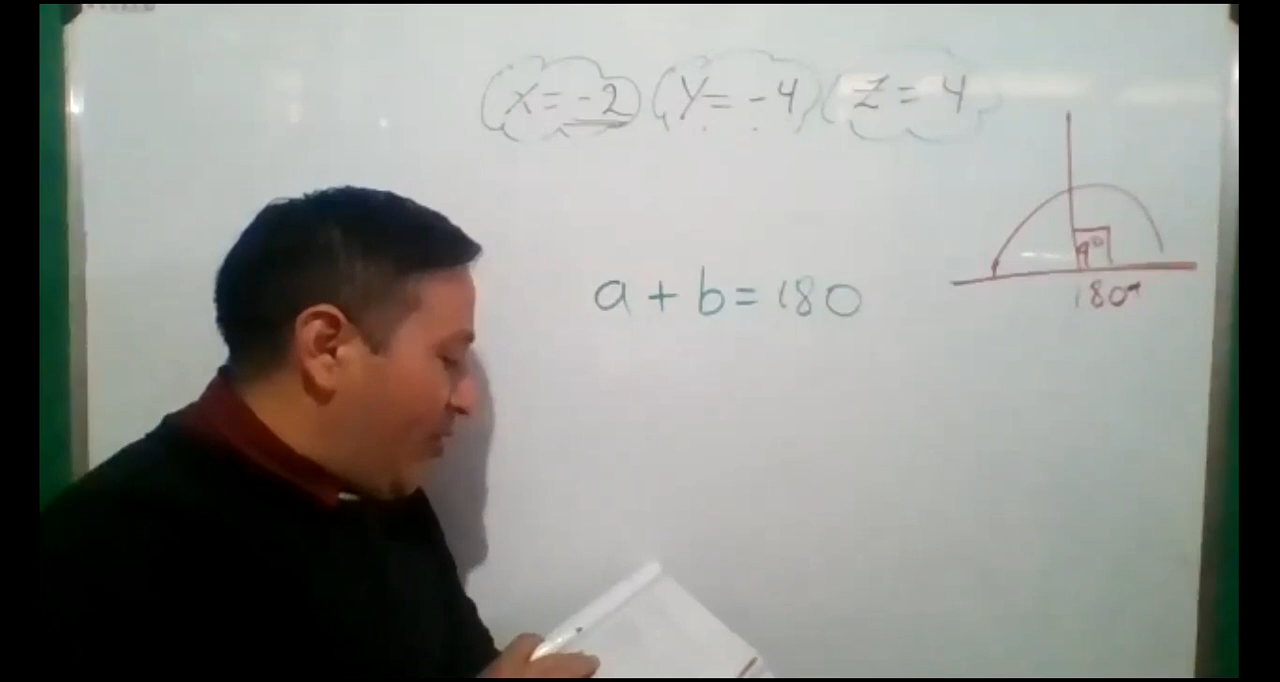 x = -2 y = -4 z = 4
a + b = 180
90
180°